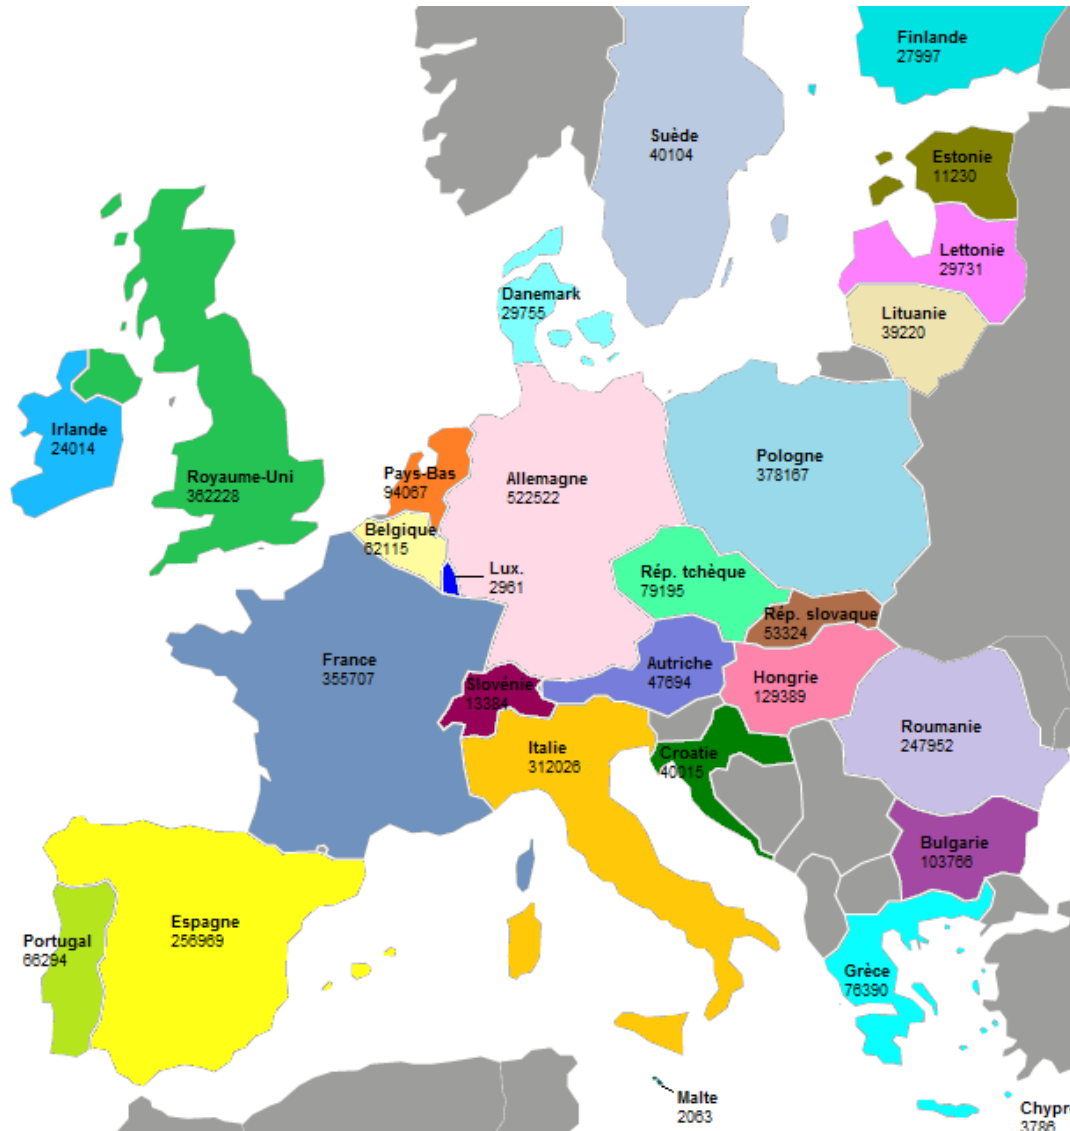 Finlande
27997
Suède
40104
Estonie
11230
Lettonie
29731
Danemark
29755
Lituanie
39220
Irlande
24014
Royaume-Uni
362228
Pays-Bas
94067
Allemagne
522522
Pologne
378167
Belgique
62115
Lux.
2961
Rép. tchèque
79195
Rép. slovaque
53324
France
355707
Slovénie
13384
Autriche
47694
Hongrie
129389
Roumanie
247952
Italie
312026
Croatie
40015
Bulgarie
103766
Espagne
256969
Portugal
66294
Grèce
76390
Malte
2063
Chypr
3786